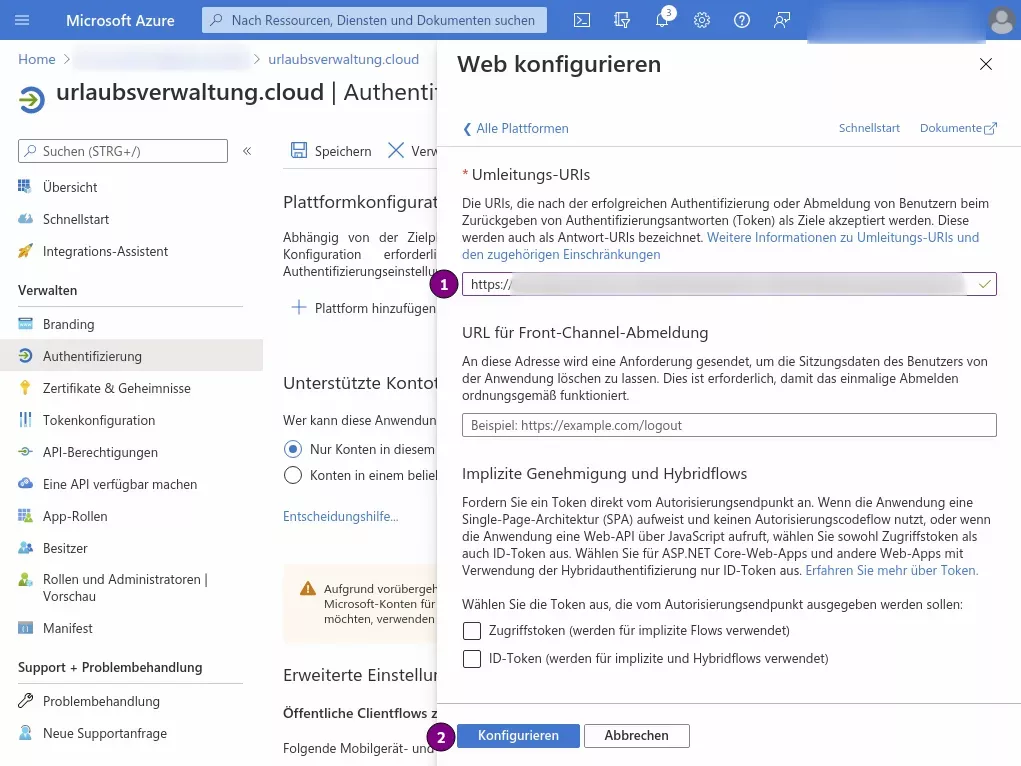 Microsoft Azure
Nach Ressourcen, Diensten und Dokumenten suchen
3
Home
urlaubsverwaltung.cloud
urlaubsverwaltung.cloud | Authentif
Suchen (STRG+/)
Übersicht
Schnellstart
Integrations-Assistent
Verwalten
Branding
Authentifizierung
Zertifikate & Geheimnisse
Tokenkonfiguration
API-Berechtigungen
Eine API verfügbar machen
App-Rollen
Besitzer
Rollen und Administratoren |
Vorschau
Manifest
Support + Problembehandlung
Problembehandlung
Neue Supportanfrage
Speichern
Verw
Plattformkonfigurat
Abhängig von der Zielpl
Konfiguration erforderli
Authentifizierungseinstellu
Plattform hinzufügen
Unterstützte Kontot
Wer kann diese Anwendun
Nur Konten in diesem
Konten in einem belieb
Entscheidungshilfe...
Aufgrund vorübergeh
Microsoft-Konten für
möchten, verwenden
Erweiterte Einstellun
Öffentliche Clientflows z
Folgende Mobilgerät- und
Web konfigurieren
Alle Plattformen
Schnellstart
Dokumente
* Umleitungs-URIs
Die URIs, die nach der erfolgreichen Authentifizierung oder Abmeldung von Benutzern beim
Zurückgeben von Authentifizierungsantworten (Token) als Ziele akzeptiert werden. Diese
werden auch als Antwort-URIs bezeichnet. Weitere Informationen zu Umleitungs-URIs und
den zugehörigen Einschränkungen
1
https://
URL für Front-Channel-Abmeldung
An diese Adresse wird eine Anforderung gesendet, um die Sitzungsdaten des Benutzers von
der Anwendung löschen zu lassen. Dies ist erforderlich, damit das einmalige Abmelden
ordnungsgemäß funktioniert.
Beispiel: https://example.com/logout
Implizite Genehmigung und Hybridflows
Fordern Sie ein Token direkt vom Autorisierungsendpunkt an. Wenn die Anwendung eine
Single-Page-Architektur (SPA) aufweist und keinen Autorisierungscodeflow nutzt, oder wenn
die Anwendung eine Web-API über JavaScript aufruft, wählen Sie sowohl Zugriffstoken als
auch ID-Token aus. Wählen Sie für ASP.NET Core-Web-Apps und andere Web-Apps mit
Verwendung der Hybridauthentifizierung nur ID-Token aus. Erfahren Sie mehr über Token.
Wählen Sie die Token aus, die vom Autorisierungsendpunkt ausgegeben werden sollen:
Zugriffstoken (werden für implizite Flows verwendet)
ID-Token (werden für implizite und Hybridflows verwendet)
2
Konfigurieren
Abbrechen